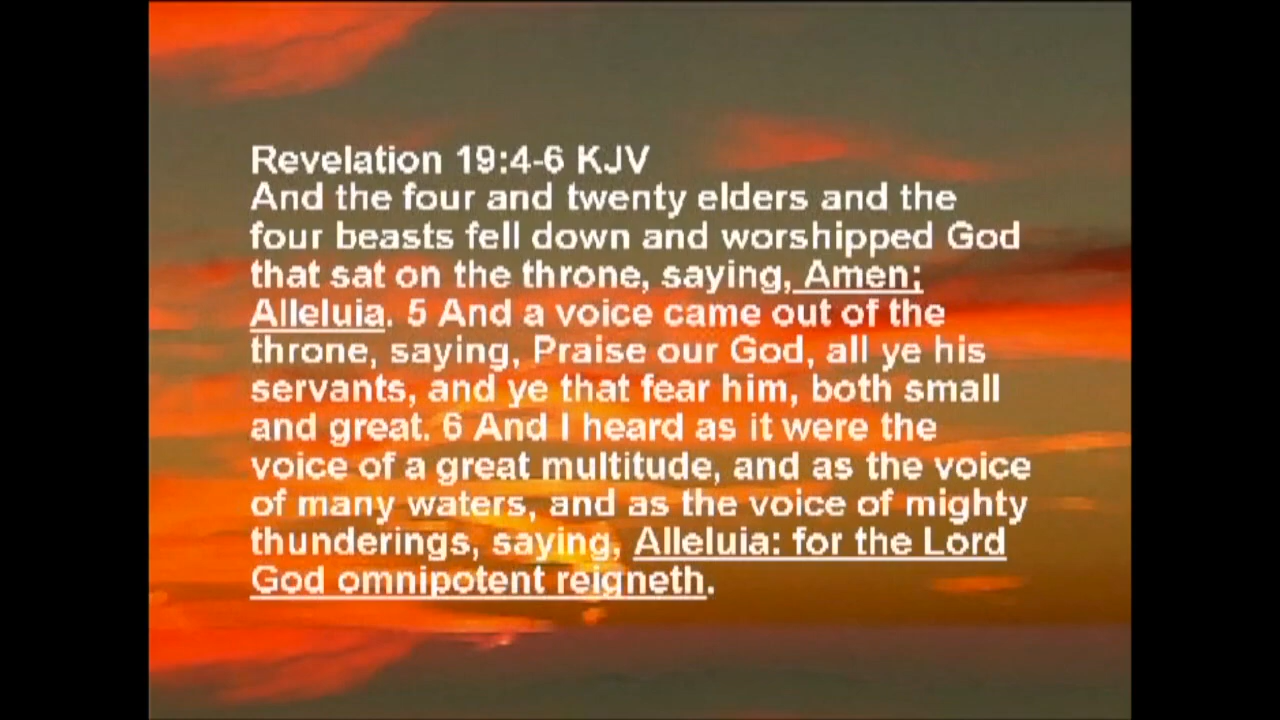 Revelation 19:4-6 KJV
And the four and twenty elders and the
four beasts fell down and worshipped God
that sat on the throne, saying, Amen;
Alleluia. 5 And a voice came out of the
throne, saying, Praise our God, all ye his
servants, and ye that fear him, both small
and great. 6 And I heard as it were the
voice of a great multitude, and as the voice
of many waters, and as the voice of mighty
thunderings, saying, Alleluia: for the Lord
God omnipotent reigneth.